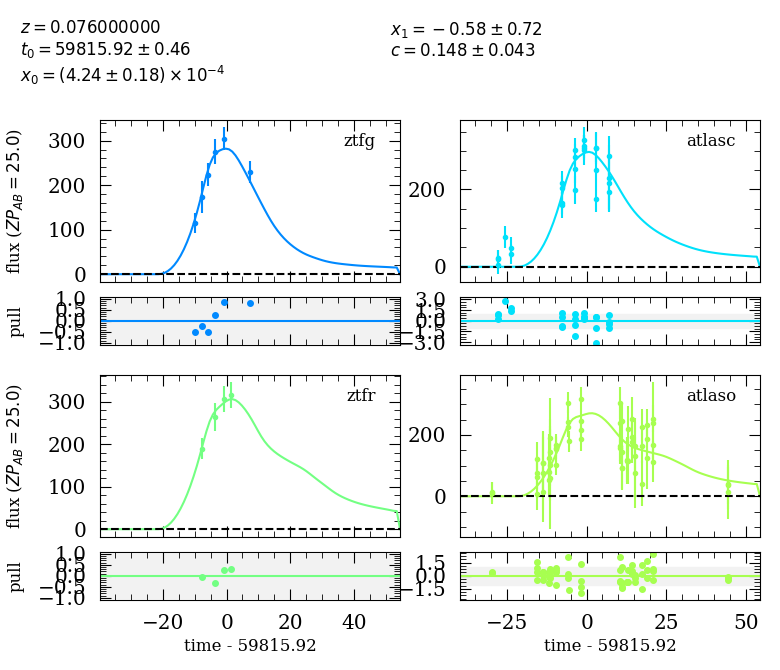 z = 0.076000000
t₀ = 59815.92 ± 0.46
x₀ = (4.24 ± 0.18) × 10⁻⁴
x₁ = −0.58 ± 0.72
c = 0.148 ± 0.043
flux (ZP_AB = 25.0)
300
200
100
0
ztfg
200
0
atlasc
pull
1.0
0.5
0.0
−0.5
−1.0
3.0
1.5
0.0
−1.5
−3.0
flux (ZP_AB = 25.0)
300
200
100
0
ztfr
200
0
atlaso
pull
1.0
0.5
0.0
−0.5
−1.0
1.5
0.0
−1.5
−20 0 20 40
−25 0 25 50
time - 59815.92
time - 59815.92